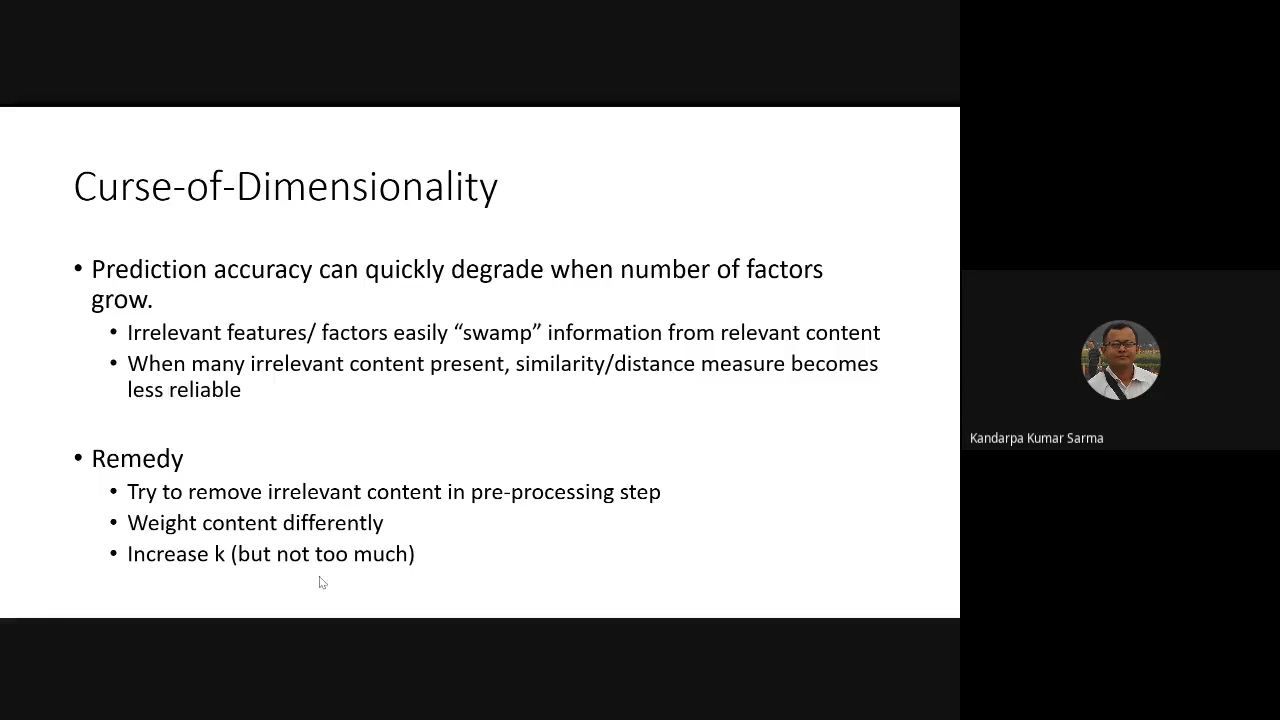 Curse-of-Dimensionality
• Prediction accuracy can quickly degrade when number of factors
grow.
• Irrelevant features/ factors easily “swamp” information from relevant content
• When many irrelevant content present, similarity/distance measure becomes
less reliable
• Remedy
• Try to remove irrelevant content in pre-processing step
• Weight content differently
• Increase k (but not too much)
Kandarpa Kumar Sarma